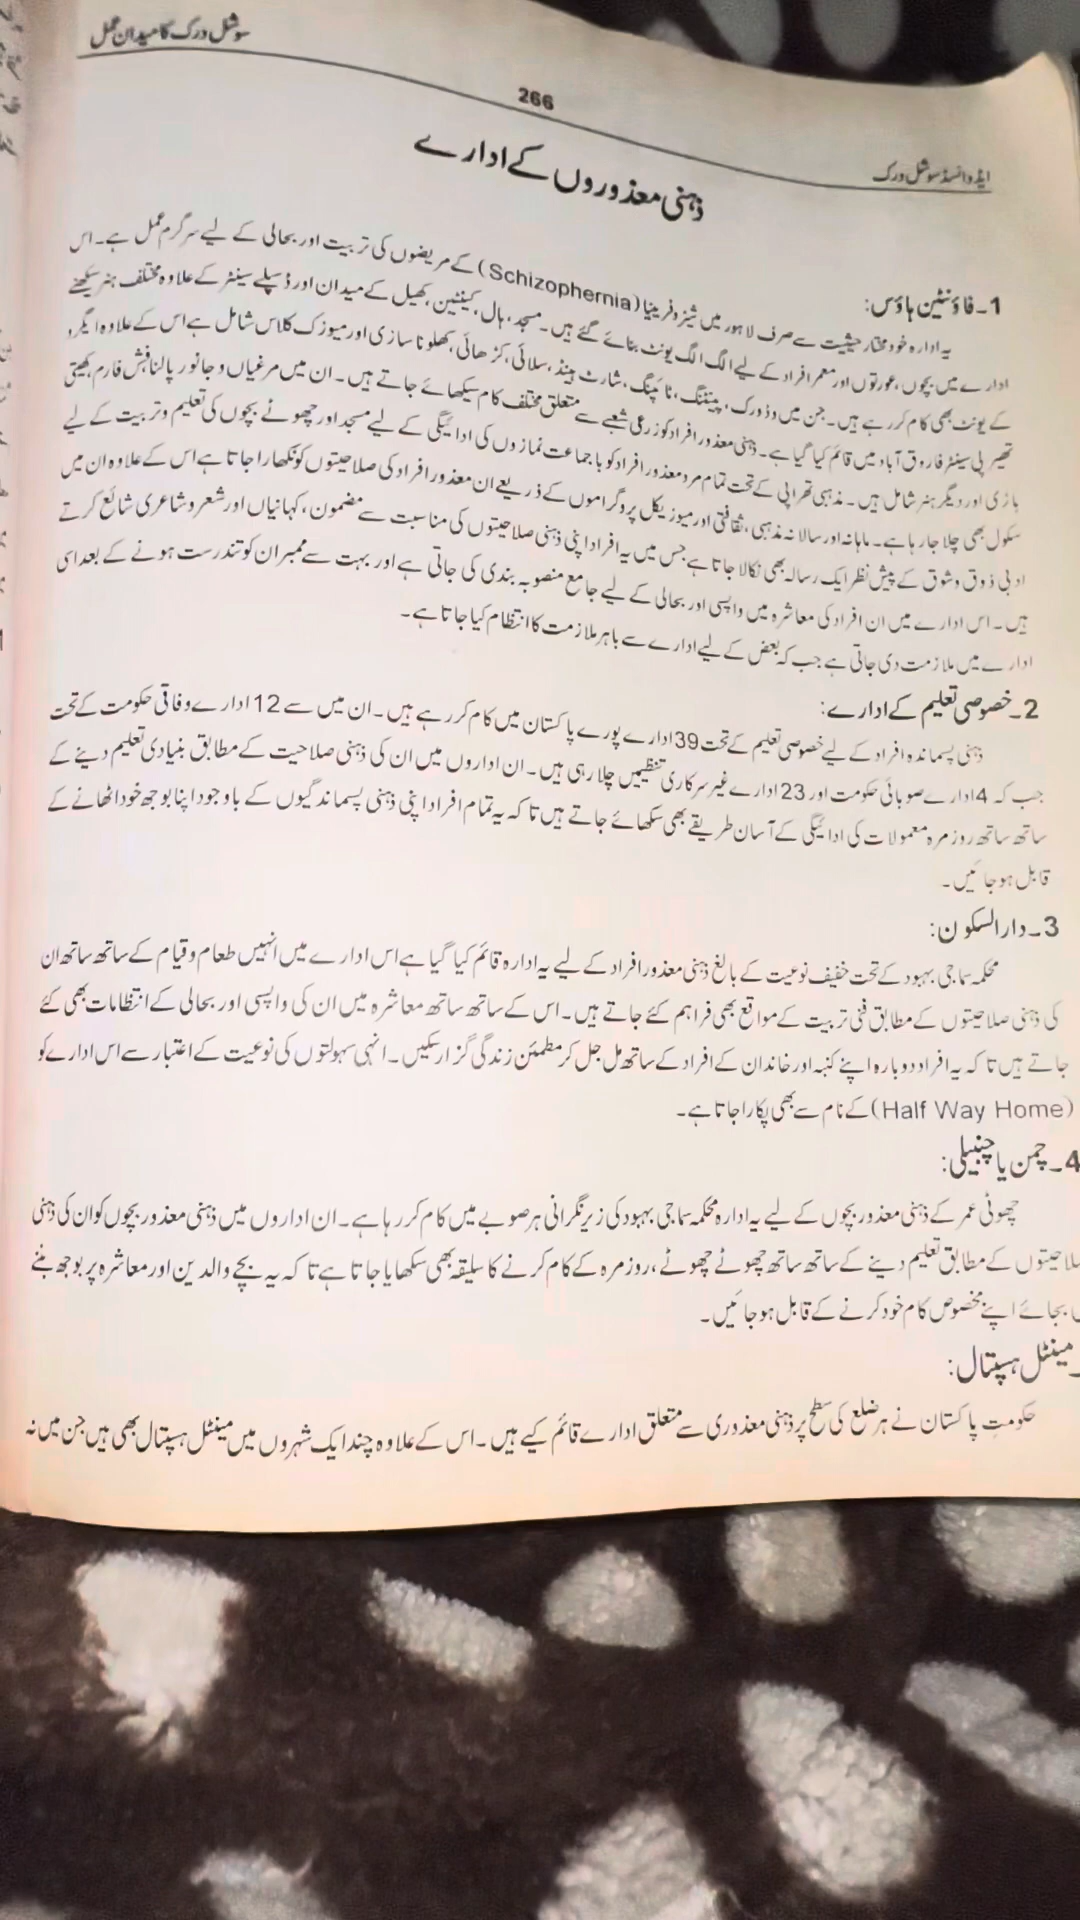 سوشل ورک کا میدان عمل
266
ایڈوانسڈ سوشل ورک
ذہنی معذوروں کے ادارے
1۔ فاؤنٹین ہاؤس:
یہ ادارہ خودمختار حیثیت سے صرف لاہور میں شیزوفرینیا (Schizophernia) کے مریضوں کی تربیت اور بحالی کے لیے سرگرم عمل ہے۔ اس
ادارے میں بچوں، عورتوں اور معمر افراد کے لیے الگ الگ یونٹ بنائے گئے ہیں۔ مسجد، ہال، کینٹین، کھیل کے میدان اور ڈسپلے سینٹر کے علاوہ مختلف ہنر سیکھنے
کے یونٹ بھی کام کر رہے ہیں۔ جن میں وڈ ورک، پینٹنگ، ٹائپنگ، شارٹ ہینڈ، سلائی، کڑھائی، کھلونا سازی اور میوزک کلاس شامل ہے اس کے علاوہ ایگرو
تھیرپی سینٹر فاروق آباد میں قائم کیا گیا ہے۔ ذہنی معذور افراد کو زرعی شعبے سے متعلق مختلف کام سیکھائے جاتے ہیں۔ ان میں مرغیاں و جانور پالنا فش فارم کھیتی
باڑی اور دیگر ہنر شامل ہیں۔ مذہبی تھراپی کے تحت تمام مرد معذور افراد کو باجماعت نمازوں کی ادائیگی کے لیے مسجد اور چھوٹے بچوں کی تعلیم و تربیت کے لیے
سکول بھی چلا جا رہا ہے۔ ماہانہ اور سالانہ مذہبی، ثقافتی اور میوزیکل پروگراموں کے ذریعے ان معذور افراد کی صلاحیتوں کو نکھارا جاتا ہے اس کے علاوہ ان میں
ادبی ذوق و شوق کے پیش نظر ایک رسالہ بھی نکالا جاتا ہے جس میں یہ افراد اپنی ذہنی صلاحیتوں کی مناسبت سے مضمون، کہانیاں اور شعر و شاعری شائع کرتے
ہیں۔ اس ادارے میں ان افراد کی معاشرہ میں واپسی اور بحالی کے لیے جامع منصوبہ بندی کی جاتی ہے اور بہت سے ممبران کو تندرست ہونے کے بعد اسی
ادارے میں ملازمت دی جاتی ہے جب کہ بعض کے لیے ادارے سے باہر ملازمت کا انتظام کیا جاتا ہے۔
2۔ خصوصی تعلیم کے ادارے:
ذہنی پسماندہ افراد کے لیے خصوصی تعلیم کے تحت 39 ادارے پورے پاکستان میں کام کر رہے ہیں۔ ان میں سے 12 ادارے وفاقی حکومت کے تحت
جب کہ 4 ادارے صوبائی حکومت اور 23 ادارے غیر سرکاری تنظیمیں چلا رہی ہیں۔ ان اداروں میں ان کی ذہنی صلاحیت کے مطابق بنیادی تعلیم دینے کے
ساتھ ساتھ روزمرہ معمولات کی ادائیگی کے آسان طریقے بھی سکھائے جاتے ہیں تاکہ یہ تمام افراد اپنی ذہنی پسماندگیوں کے باوجود اپنا بوجھ خود اٹھانے کے
قابل ہو جائیں۔
3۔ دارالسکون:
محکمہ سماجی بہبود کے تحت خفیف نوعیت کے بالغ ذہنی معذور افراد کے لیے یہ ادارہ قائم کیا گیا ہے اس ادارے میں انہیں طعام و قیام کے ساتھ ساتھ ان
کی ذہنی صلاحیتوں کے مطابق فنی تربیت کے مواقع بھی فراہم کئے جاتے ہیں۔ اس کے ساتھ ساتھ معاشرہ میں ان کی واپسی اور بحالی کے انتظامات بھی کئے
جاتے ہیں تاکہ یہ افراد دوبارہ اپنے کنبہ اور خاندان کے افراد کے ساتھ مل جل کر مطمئن زندگی گزار سکیں۔ انہی سہولتوں کی نوعیت کے اعتبار سے اس ادارے کو
(Half Way Home) کے نام سے بھی پکارا جاتا ہے۔
4۔ چمن یا چنبیلی:
چھوٹی عمر کے ذہنی معذور بچوں کے لیے یہ ادارہ محکمہ سماجی بہبود کی زیر نگرانی ہر صوبے میں کام کر رہا ہے۔ ان اداروں میں ذہنی معذور بچوں کو ان کی ذہنی
صلاحیتوں کے مطابق تعلیم دینے کے ساتھ ساتھ چھوٹے چھوٹے، روزمرہ کے کام کرنے کا سلیقہ بھی سکھایا جاتا ہے تاکہ یہ بچے والدین اور معاشرہ پر بوجھ بننے
بجائے اپنے مخصوص کام خود کرنے کے قابل ہو جائیں۔
مینٹل ہسپتال:
حکومت پاکستان نے ہر ضلع کی سطح پر ذہنی معذوری سے متعلق ادارے قائم کیے ہیں۔ اس کے علاوہ چند ایک شہروں میں مینٹل ہسپتال بھی ہیں جن میں نہ